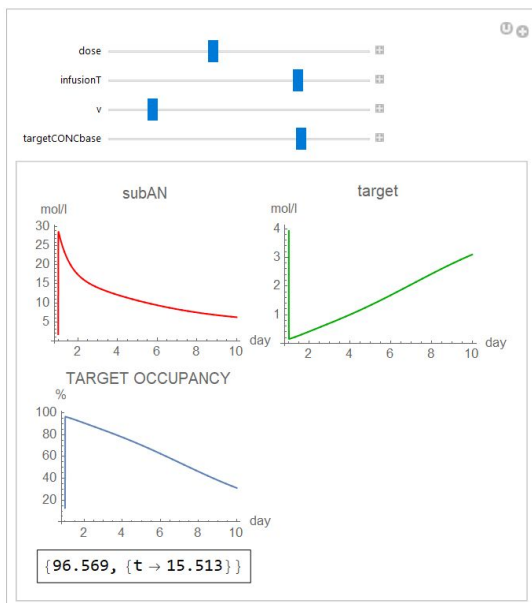 dose
infusionT
v
targetCONCbase
subAN
mol/l
30
25
20
15
10
5
2 4 6 8 10 day
target
mol/l
4
3
2
1
2 4 6 8 10 day
TARGET OCCUPANCY
%
100
80
60
40
20
2 4 6 8 10 day
{96.569, {t → 15.513}}